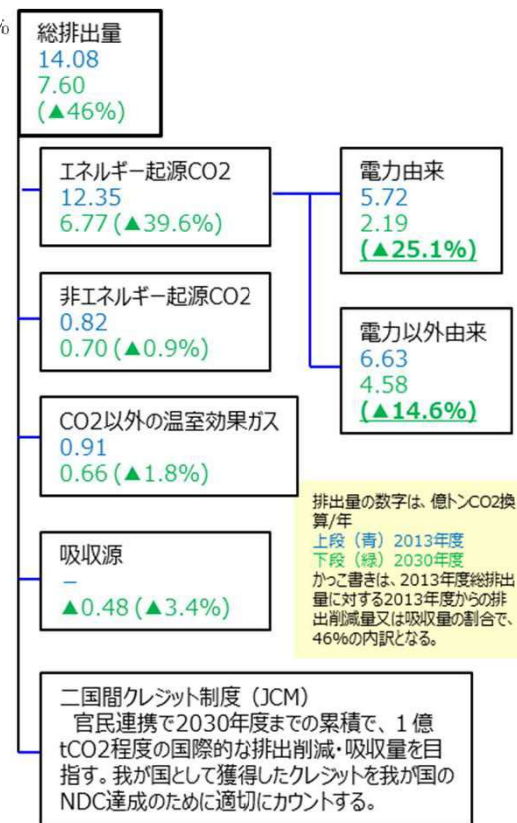 %
総排出量
14.08
7.60
(▲46%)
エネルギー起源CO2
12.35
6.77 (▲39.6%)
電力由来
5.72
2.19
(▲25.1%)
非エネルギー起源CO2
0.82
0.70 (▲0.9%)
電力以外由来
6.63
4.58
(▲14.6%)
CO2以外の温室効果ガス
0.91
0.66 (▲1.8%)
排出量の数字は、億トンCO2換
算/年
上段（青）2013年度
下段（緑）2030年度
かっこ書きは、2013年度総排出
量に対する2013年度からの排
出削減量又は吸収量の割合で、
46%の内訳となる。
吸収源
－
▲0.48 (▲3.4%)
二国間クレジット制度（JCM）
官民連携で2030年度までの累積で、１億
tCO2程度の国際的な排出削減・吸収量を目
指す。我が国として獲得したクレジットを我が国の
NDC達成のために適切にカウントする。